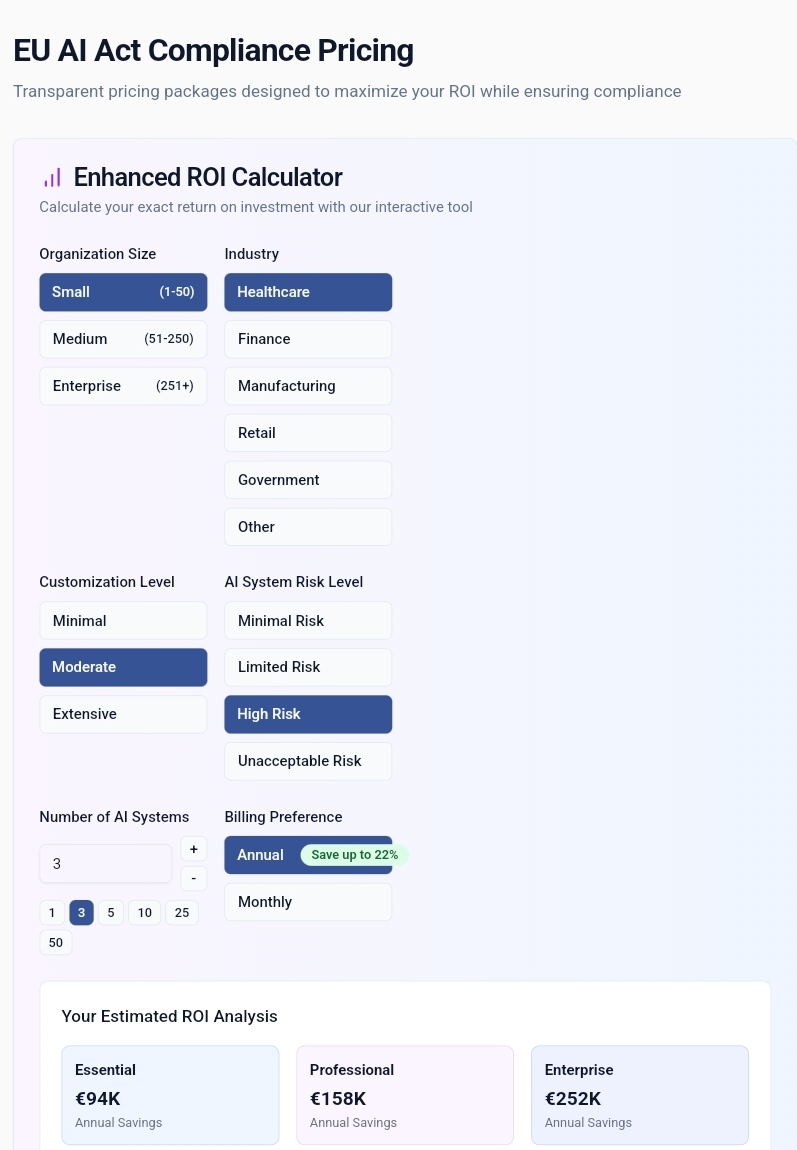 EU AI Act Compliance Pricing
Transparent pricing packages designed to maximize your ROI while ensuring compliance
Enhanced ROI Calculator
Calculate your exact return on investment with our interactive tool
Organization Size
Small (1-50)
Medium (51-250)
Enterprise (251+)
Industry
Healthcare
Finance
Manufacturing
Retail
Government
Other
Customization Level
Minimal
Moderate
Extensive
AI System Risk Level
Minimal Risk
Limited Risk
High Risk
Unacceptable Risk
Number of AI Systems
3
+
-
1 3 5 10 25
50
Billing Preference
Annual Save up to 22%
Monthly
Your Estimated ROI Analysis
Essential
€94K
Annual Savings
Professional
€158K
Annual Savings
Enterprise
€252K
Annual Savings